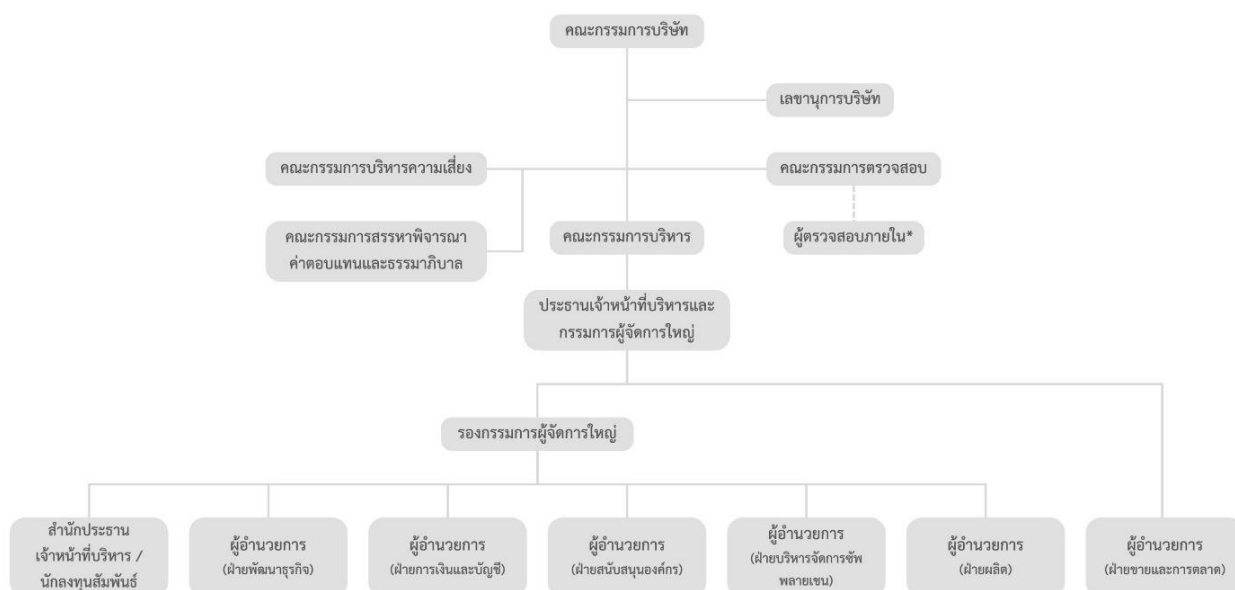 คณะกรรมการบริษัท
เลขานุการบริษัท
คณะกรรมการบริหารความเสี่ยง
คณะกรรมการตรวจสอบ
คณะกรรมการสรรหาพิจารณา
ค่าตอบแทนและธรรมาภิบาล
คณะกรรมการบริหาร
ผู้ตรวจสอบภายใน*
ประธานเจ้าหน้าที่บริหารและ
กรรมการผู้จัดการใหญ่
รองกรรมการผู้จัดการใหญ่
สำนักประธาน
เจ้าหน้าที่บริหาร /
นักลงทุนสัมพันธ์
ผู้อำนวยการ
(ฝ่ายพัฒนาธุรกิจ)
ผู้อำนวยการ
(ฝ่ายการเงินและบัญชี)
ผู้อำนวยการ
(ฝ่ายสนับสนุนองค์กร)
ผู้อำนวยการ
(ฝ่ายบริหารจัดการซัพ
พลายเชน)
ผู้อำนวยการ
(ฝ่ายผลิต)
ผู้อำนวยการ
(ฝ่ายขายและการตลาด)